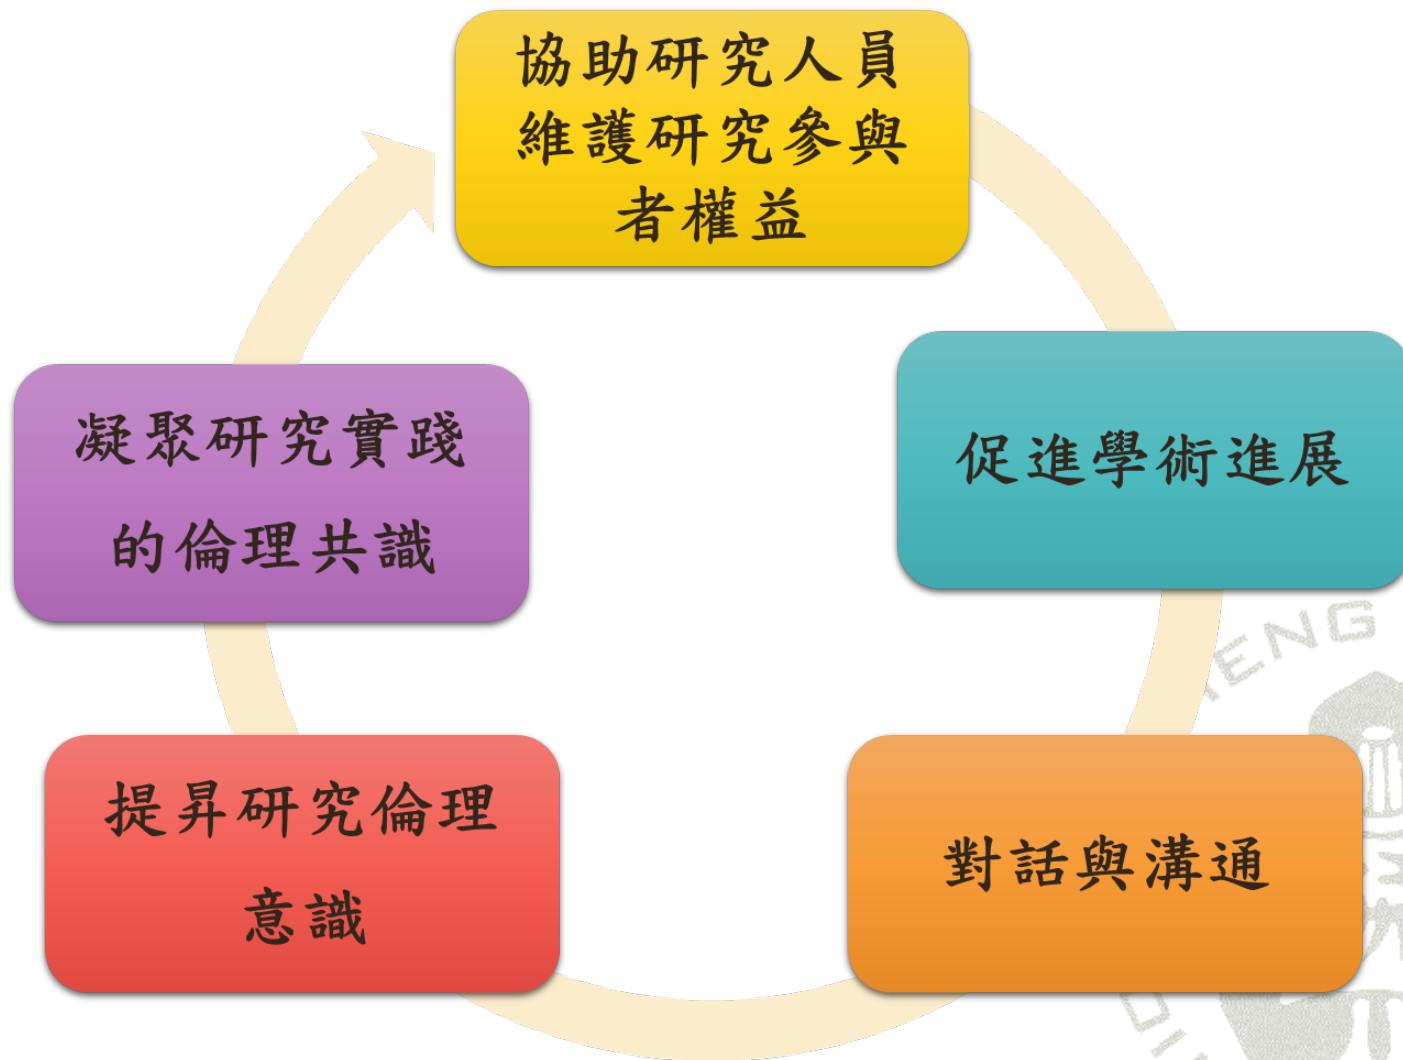 協助研究人員
維護研究參與
者權益
促進學術進展
對話與溝通
提昇研究倫理
意識
凝聚研究實踐
的倫理共識